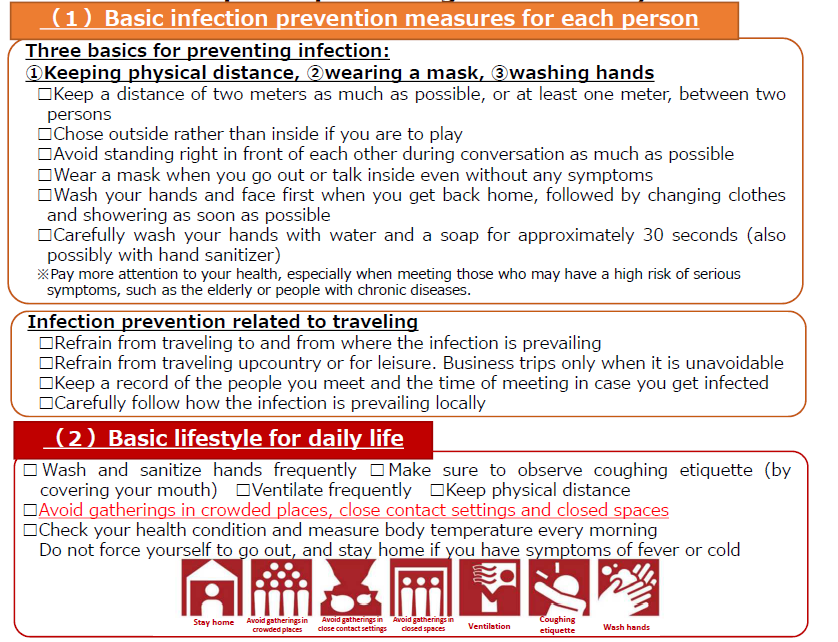 （1）Basic infection prevention measures for each person
Three basics for preventing infection:
①Keeping physical distance, ②wearing a mask, ③washing hands
□Keep a distance of two meters as much as possible, or at least one meter, between two
persons
□Chose outside rather than inside if you are to play
□Avoid standing right in front of each other during conversation as much as possible
□Wear a mask when you go out or talk inside even without any symptoms
□Wash your hands and face first when you get back home, followed by changing clothes
and showering as soon as possible
□Carefully wash your hands with water and a soap for approximately 30 seconds (also
possibly with hand sanitizer)
※Pay more attention to your health, especially when meeting those who may have a high risk of serious
symptoms, such as the elderly or people with chronic diseases.
Infection prevention related to traveling
□Refrain from traveling to and from where the infection is prevailing
□Refrain from traveling upcountry or for leisure. Business trips only when it is unavoidable
□Keep a record of the people you meet and the time of meeting in case you get infected
□Carefully follow how the infection is prevailing locally
（2）Basic lifestyle for daily life
□ Wash and sanitize hands frequently □ Make sure to observe coughing etiquette (by
covering your mouth) □Ventilate frequently □Keep physical distance
□Avoid gatherings in crowded places, close contact settings and closed spaces
□Check your health condition and measure body temperature every morning
Do not force yourself to go out, and stay home if you have symptoms of fever or cold
Stay home
Avoid gatherings in
crowded places
Avoid gatherings in
close contact settings
Avoid gatherings in
closed spaces
Ventilation
Coughing
etiquette
Wash hands